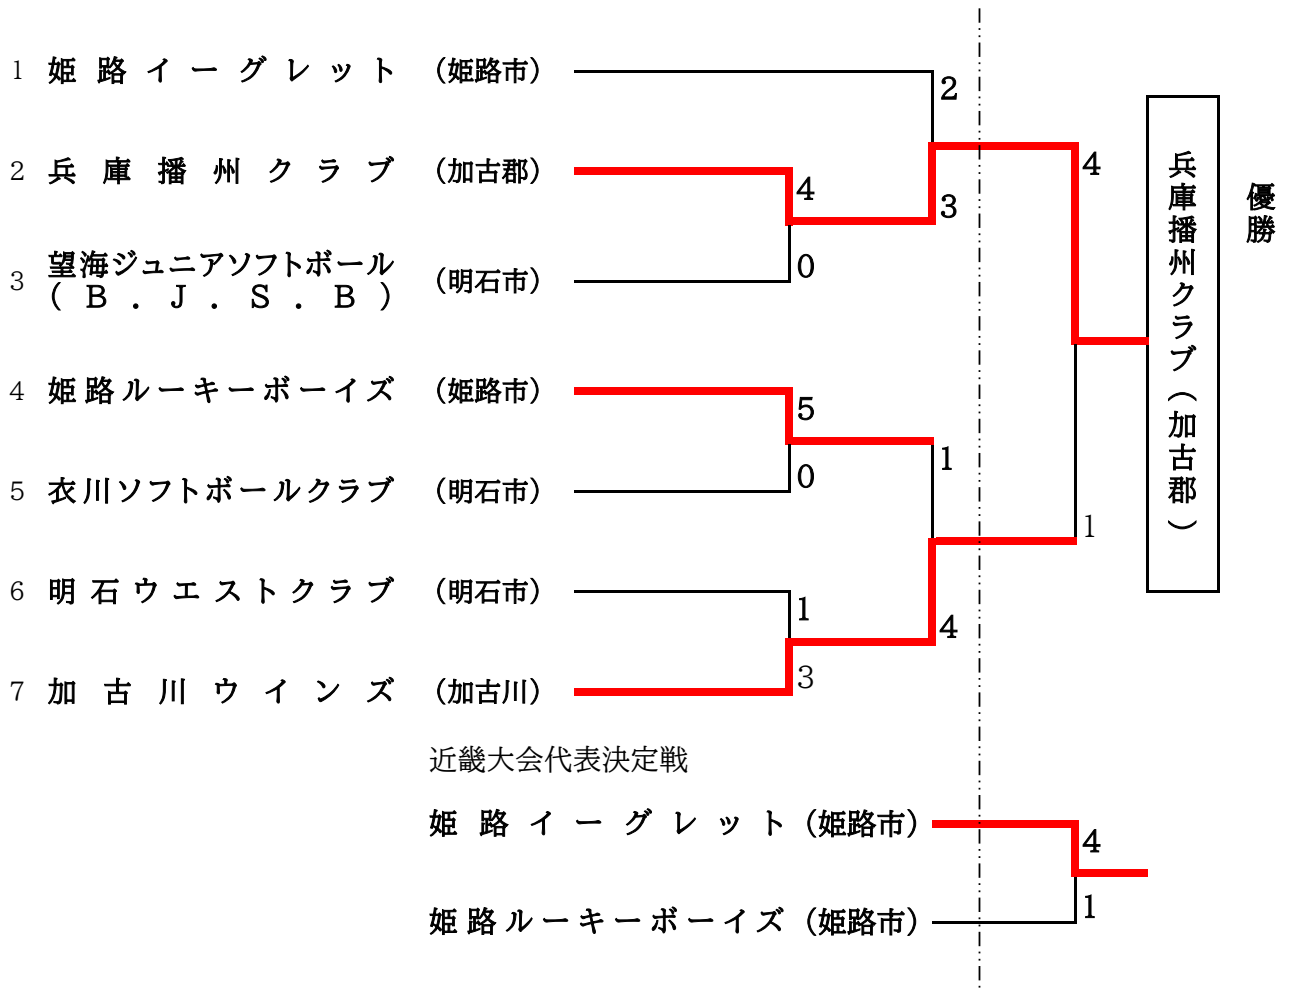 1 姫路イーグレット （姫路市）
2
2 兵庫播州クラブ （加古郡）
4
3
4
望海ジュニアソフトボール
3 （Ｂ．Ｊ．Ｓ．Ｂ） （明石市）
0
4 姫路ルーキーボーイズ （姫路市）
5
1
5 衣川ソフトボールクラブ （明石市）
0
1
6 明石ウエストクラブ （明石市）
1
4
7 加古川ウインズ （加古川）
3
兵庫播州クラブ（加古郡）
優勝
近畿大会代表決定戦
姫路イーグレット（姫路市）
4
姫路ルーキーボーイズ（姫路市）
1